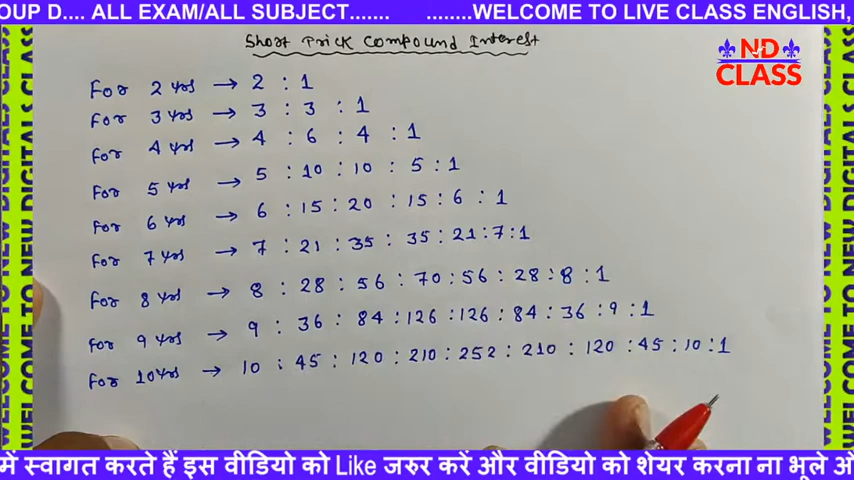 OUP D.... ALL EXAM/ALL SUBJECT....... ........WELCOME TO LIVE CLASS ENGLISH,
Short Trick Compound Interest
ND
CLASS
For 2 yrs → 2 : 1
For 3 yrs → 3 : 3 : 1
For 4 yrs → 4 : 6 : 4 : 1
For 5 yrs → 5 : 10 : 10 : 5 : 1
For 6 yrs → 6 : 15 : 20 : 15 : 6 : 1
For 7 yrs → 7 : 21 : 35 : 35 : 21 : 7 : 1
For 8 yrs → 8 : 28 : 56 : 70 : 56 : 28 : 8 : 1
For 9 yrs → 9 : 36 : 84 : 126 : 126 : 84 : 36 : 9 : 1
For 10 yrs → 10 : 45 : 120 : 210 : 252 : 210 : 120 : 45 : 10 : 1
में स्वागत करते हैं इस वीडियो को Like जरुर करें और वीडियो को शेयर करना ना भूले